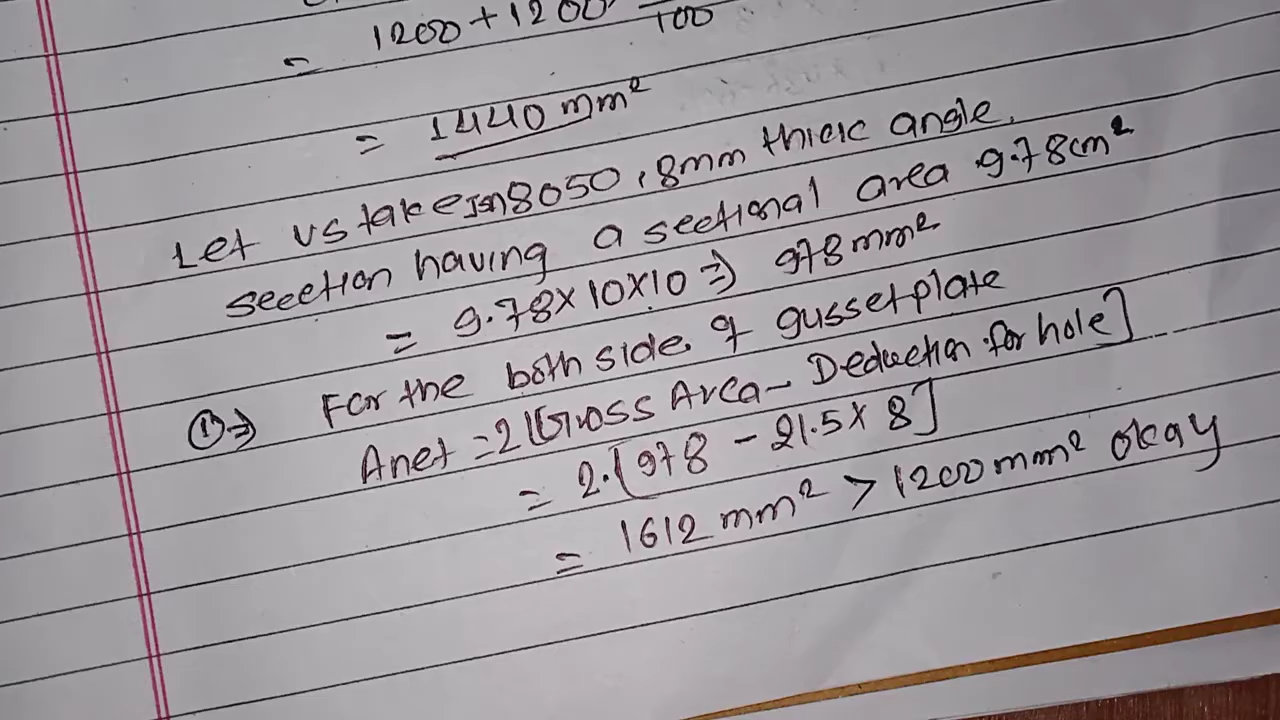 = 1200 + 1200 100
= 1440 mm²
Let us take ISA 8050, 8mm thick angle.
section having a sectional area 9.78cm²
= 9.78 × 10 × 10 ⇒ 978 mm²
① ⇒ For the both side of gusset plate
Anet = 2 [Gross Area - Deduction for hole]
= 2.[978 - 21.5 × 8]
= 1612 mm² > 1200 mm² okay